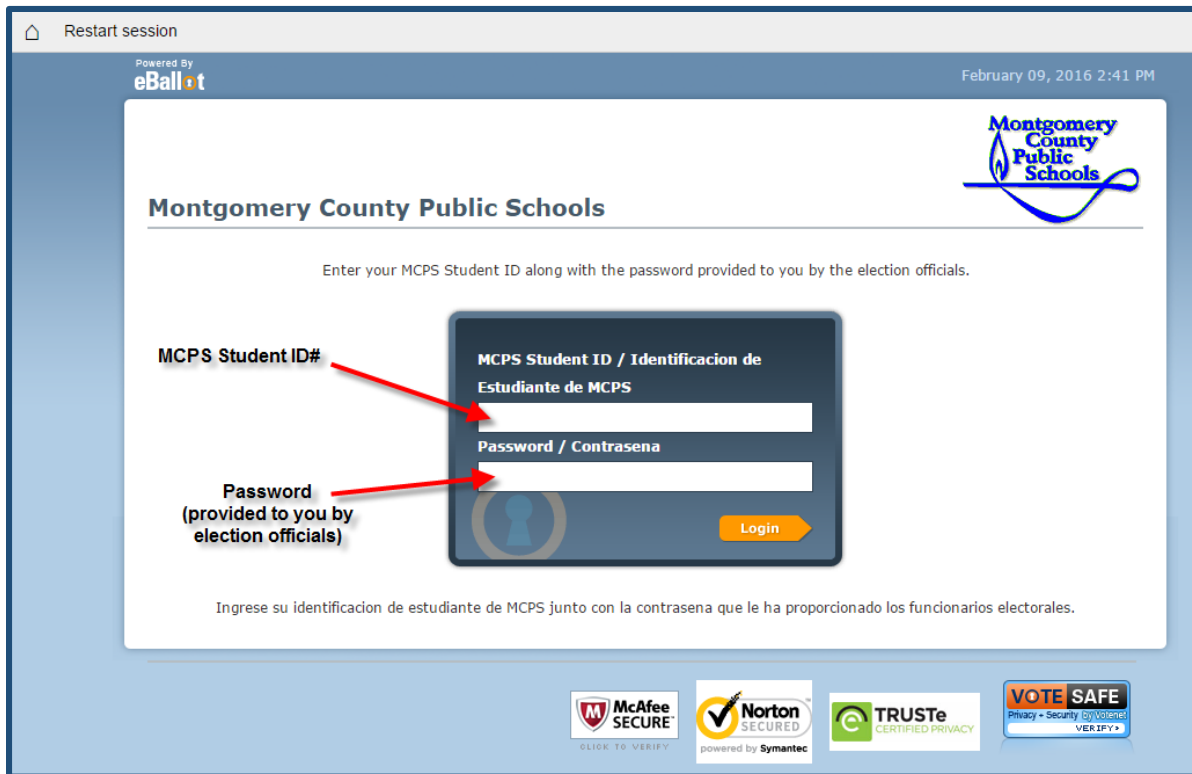 Restart session
Powered By
eBallot
February 09, 2016 2:41 PM
Montgomery
County
Public
Schools
Montgomery County Public Schools
Enter your MCPS Student ID along with the password provided to you by the election officials.
MCPS Student ID#
MCPS Student ID / Identificacion de
Estudiante de MCPS
Password / Contrasena
Password
(provided to you by
election officials)
Login
Ingrese su identificacion de estudiante de MCPS junto con la contrasena que le ha proporcionado los funcionarios electorales.
McAfee
SECURE™
CLICK TO VERIFY
Norton
SECURED
powered by Symantec
TRUSTe
CERTIFIED PRIVACY
VOTE SAFE
Privacy + Security by Votenet
VERIFY>